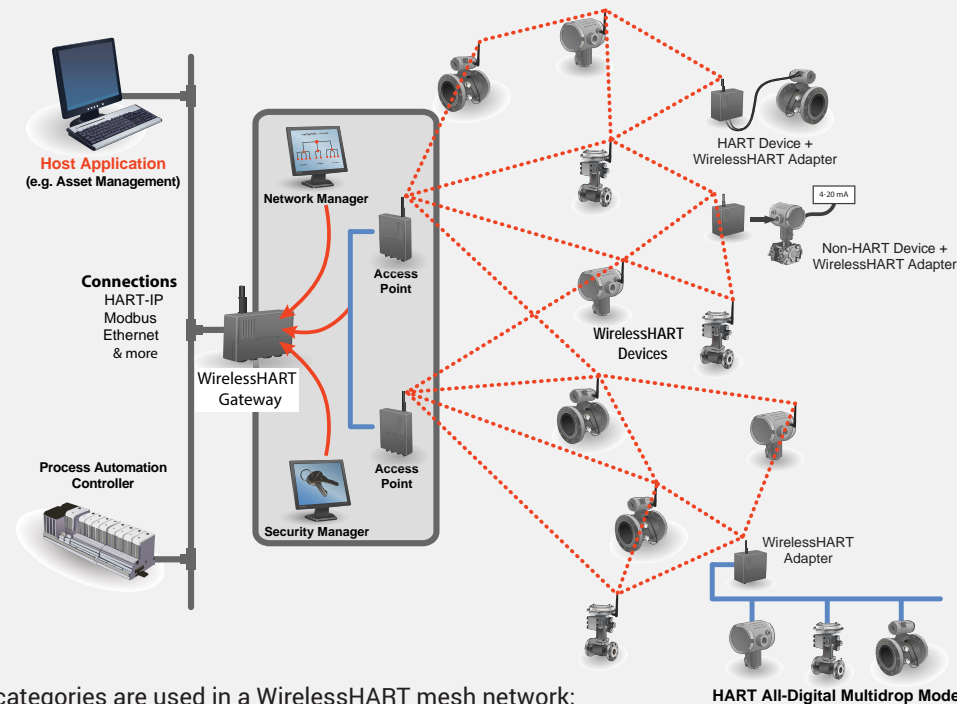 Host Application
(e.g. Asset Management)
Network Manager
Access
Point
Connections
HART-IP
Modbus
Ethernet
& more
WirelessHART
Gateway
Access
Point
Process Automation
Controller
Security Manager
HART Device +
WirelessHART Adapter
4-20 mA
Non-HART Device +
WirelessHART Adapter
WirelessHART
Devices
WirelessHART
Adapter
HART All-Digital Multidrop Mode
categories are used in a WirelessHART mesh network: